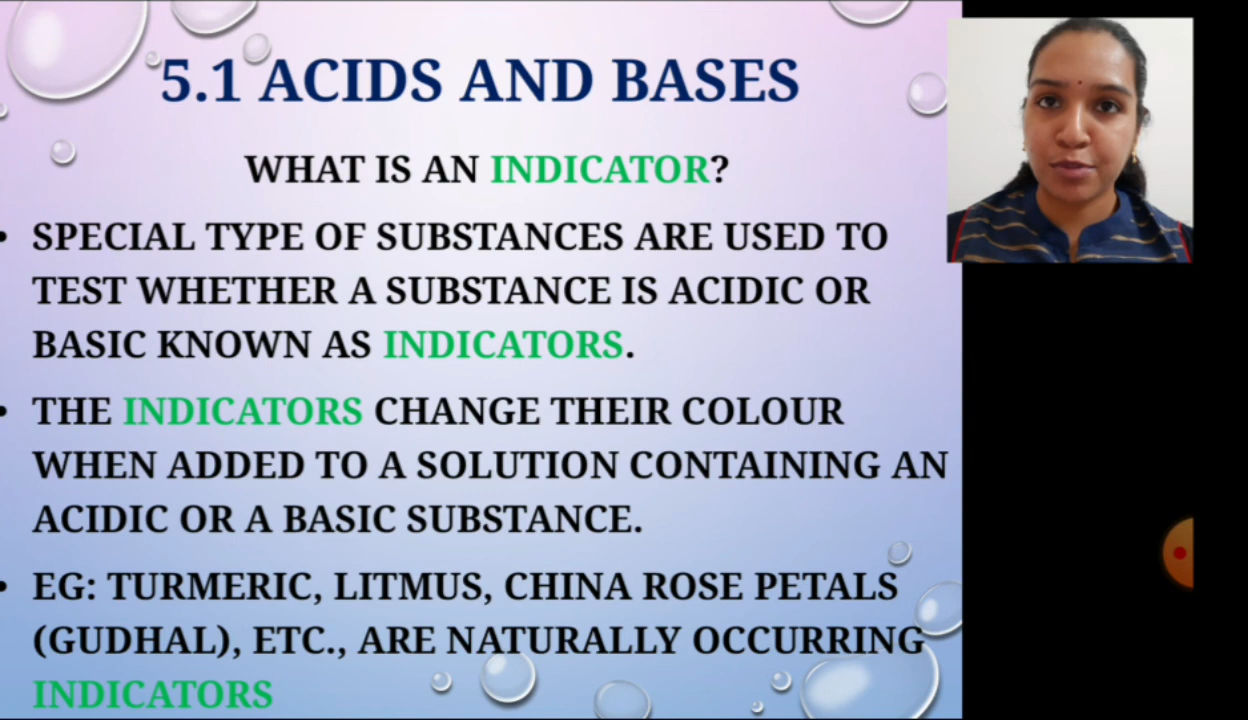 5.1 ACIDS AND BASES
WHAT IS AN INDICATOR?
• SPECIAL TYPE OF SUBSTANCES ARE USED TO
TEST WHETHER A SUBSTANCE IS ACIDIC OR
BASIC KNOWN AS INDICATORS.
• THE INDICATORS CHANGE THEIR COLOUR
WHEN ADDED TO A SOLUTION CONTAINING AN
ACIDIC OR A BASIC SUBSTANCE.
• EG: TURMERIC, LITMUS, CHINA ROSE PETALS
(GUDHAL), ETC., ARE NATURALLY OCCURRING
INDICATORS